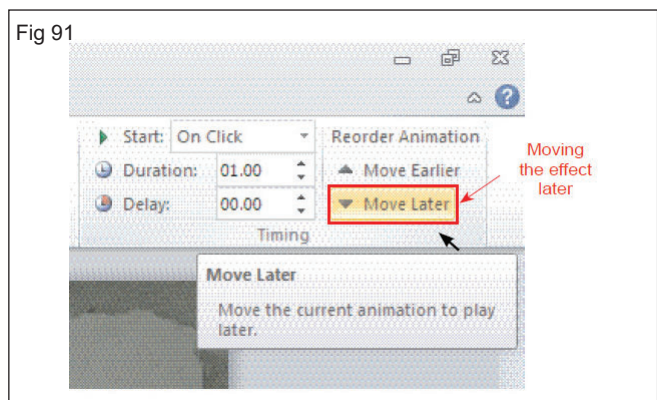 Fig 91
Start: On Click Reorder Animation
Duration: 01.00 Move Earlier
Delay: 00.00 Move Later
Timing
Moving
the effect
later
Move Later
Move the current animation to play
later.